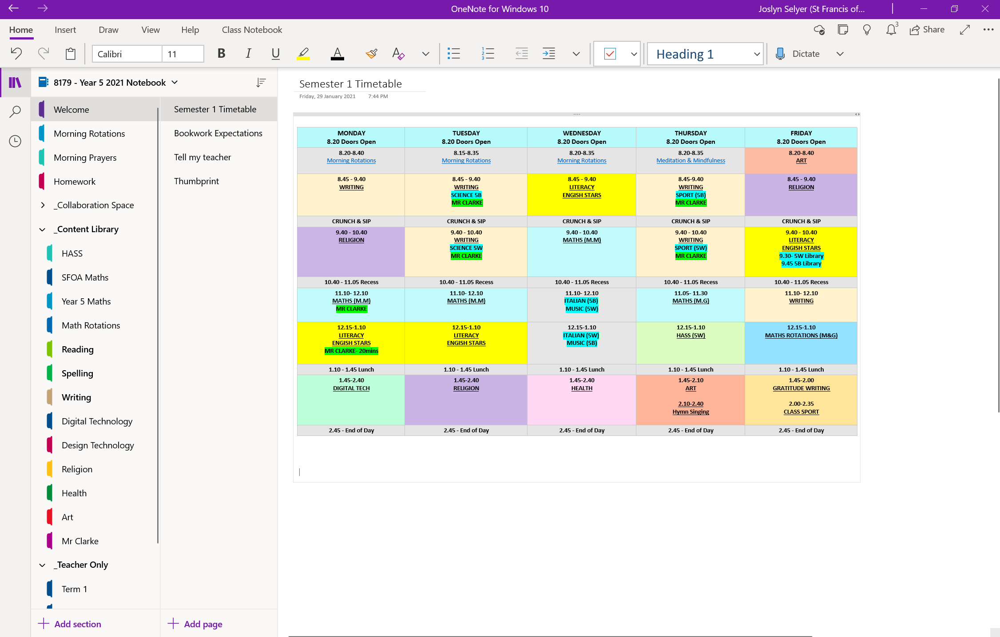 OneNote for Windows 10
Joslyn Selyer (St Francis of...
Home Insert Draw View Help Class Notebook
3
Share
Calibri 11 B I U A A Heading 1 Dictate
8179 - Year 5 2021 Notebook
Welcome
Morning Rotations
Morning Prayers
Homework
_Collaboration Space
_Content Library
HASS
SFOA Maths
Year 5 Maths
Math Rotations
Reading
Spelling
Writing
Digital Technology
Design Technology
Religion
Health
Art
Mr Clarke
_Teacher Only
Term 1
Add section
Semester 1 Timetable
Bookwork Expectations
Tell my teacher
Thumbprint
Add page
Semester 1 Timetable
Friday, 29 January 2021 7:44 PM
MONDAY TUESDAY WEDNESDAY THURSDAY FRIDAY
8.20 Doors Open 8.20 Doors Open 8.20 Doors Open 8.20 Doors Open 8.20 Doors Open
8.20-8.40 8.15-8.35 8.20-8.35 8.20-8.35 8.20-8.40
Morning Rotations Morning Rotations Morning Rotations Meditation & Mindfulness ART
8.45 - 9.40 8.45 - 9.40 8.45 - 9.40 8.45-9.40 8.45 - 9.40
WRITING WRITING LITERACY WRITING RELIGION
SCIENCE 5B ENGISH STARS SPORT (5B)
MR CLARKE MR CLARKE
CRUNCH & SIP CRUNCH & SIP CRUNCH & SIP CRUNCH & SIP CRUNCH & SIP
9.40 - 10.40 9.40 - 10.40 9.40 - 10.40 9.40 - 10.40 9.40 - 10.40
RELIGION WRITING MATHS (M.M) WRITING LITERACY
SCIENCE 5W SPORT (5W) ENGISH STARS
MR CLARKE MR CLARKE 9.30- 5W Library
9.45 5B Library
10.40 - 11.05 Recess 10.40 - 11.05 Recess 10.40 - 11.05 Recess 10.40 - 11.05 Recess 10.40 - 11.05 Recess
11.10- 12.10 11.10- 12.10 11.10- 12.10 11.05- 11.30 11.10- 12.10
MATHS (M.M) MATHS (M.M) ITALIAN (5B) MATHS (M.G) WRITING
MR CLARKE MUSIC (5W)
12.15-1.10 12.15-1.10 12.15-1.10 12.15-1.10 12.15-1.10
LITERACY LITERACY ITALIAN (5W) HASS (5W) MATHS ROTATIONS (M&G)
ENGISH STARS ENGISH STARS MUSIC (5B)
MR CLARKE- 20mins
1.10 - 1.45 Lunch 1.10 - 1.45 Lunch 1.10 - 1.45 Lunch 1.10 - 1.45 Lunch 1.10 - 1.45 Lunch
1.45-2.40 1.45-2.40 1.45-2.40 1.45-2.10 1.45-2.00
DIGITAL TECH RELIGION HEALTH ART GRATITUDE WRITING
2.10-2.40 2.00-2.35
Hymn Singing CLASS SPORT
2.45 - End of Day 2.45 - End of Day 2.45 - End of Day 2.45 - End of Day 2.45 - End of Day